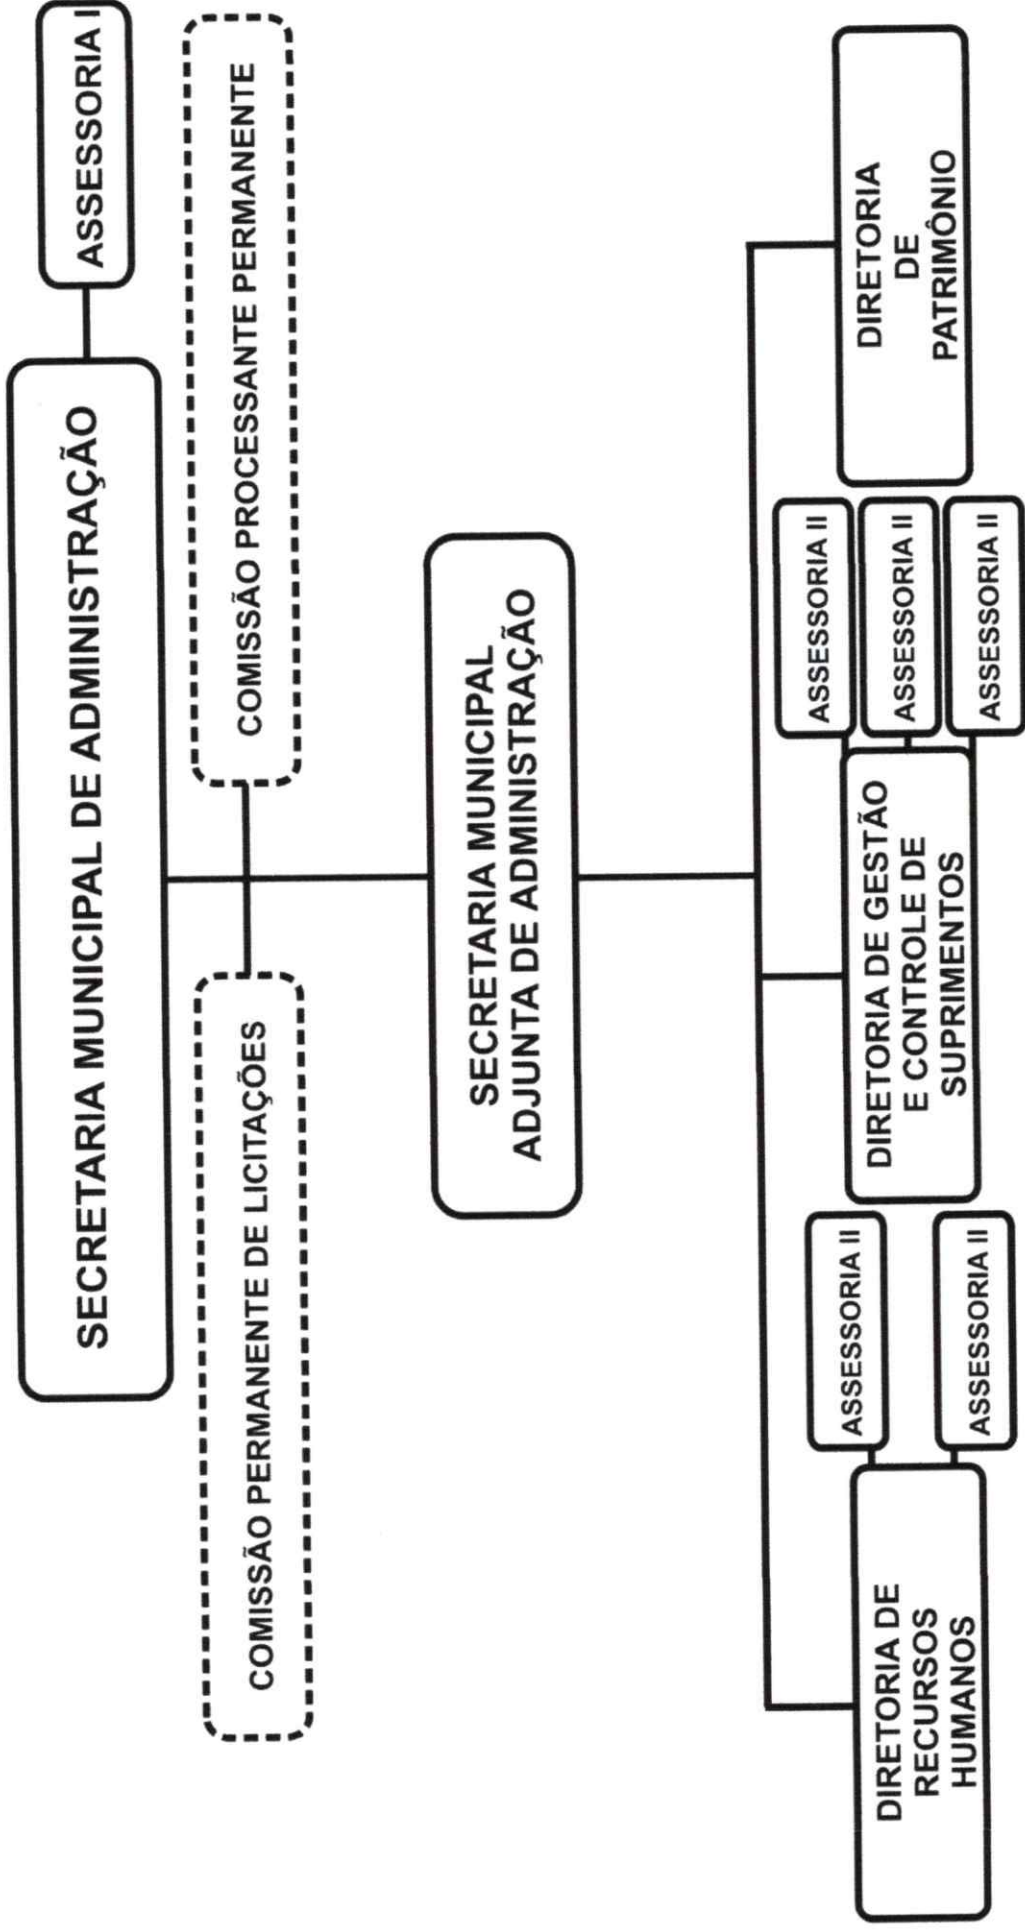 SECRETARIA MUNICIPAL DE ADMINISTRAÇÃO
ASSESSORIA I
COMISSÃO PERMANENTE DE LICITAÇÕES
COMISSÃO PROCESSANTE PERMANENTE
SECRETARIA MUNICIPAL
ADJUNTA DE ADMINISTRAÇÃO
DIRETORIA DE
RECURSOS
HUMANOS
ASSESSORIA II
ASSESSORIA II
DIRETORIA DE GESTÃO
E CONTROLE DE
SUPRIMENTOS
ASSESSORIA II
ASSESSORIA II
ASSESSORIA II
DIRETORIA
DE
PATRIMÔNIO